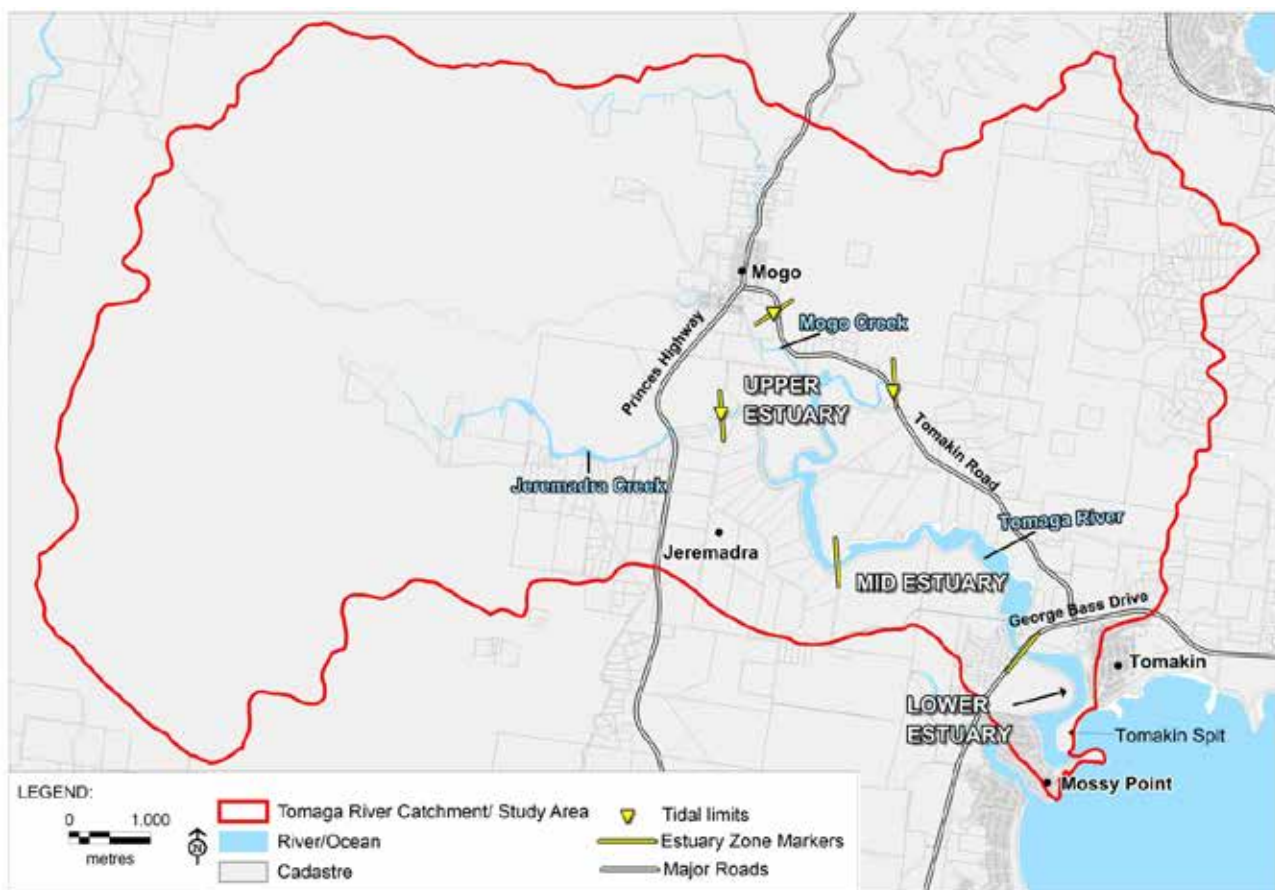 Mogo
Mogo Creek
Princes Highway
UPPER
ESTUARY
Tomakin Road
Jeremadra Creek
Tomaga River
Jeremadra
MID ESTUARY
George Bass Drive
Tomakin
LOWER
ESTUARY
Tomakin Spit
Mossy Point
LEGEND:
0 1,000
metres
N
Tomaga River Catchment/ Study Area
River/Ocean
Cadastre
Tidal limits
Estuary Zone Markers
Major Roads